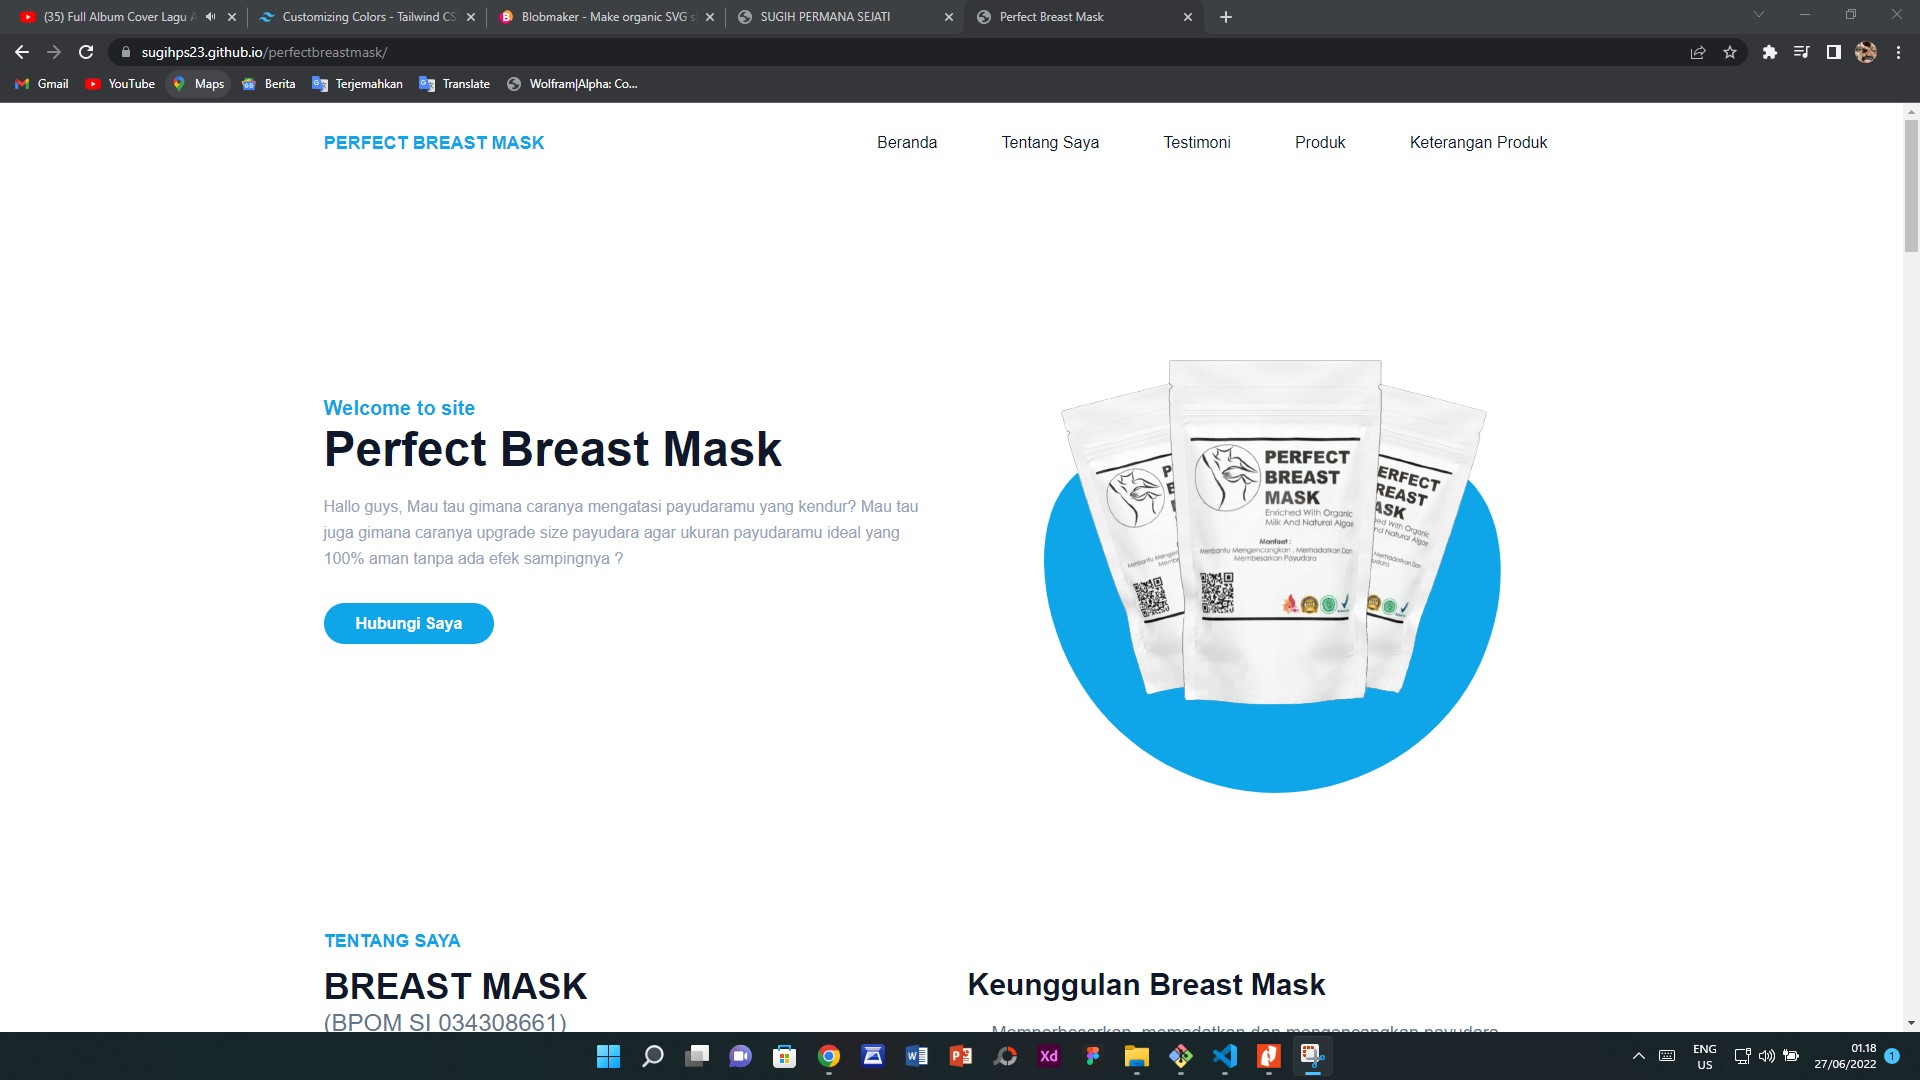 (35) Full Album Cover Lagu A
Customizing Colors - Tailwind CS
Blobmaker - Make organic SVG s
SUGIH PERMANA SEJATI
Perfect Breast Mask
sugihps23.github.io/perfectbreastmask/
Gmail
YouTube
Maps
Berita
Terjemahkan
Translate
Wolfram|Alpha: Co...
PERFECT BREAST MASK
Beranda
Tentang Saya
Testimoni
Produk
Keterangan Produk
Welcome to site
Perfect Breast Mask
Hallo guys, Mau tau gimana caranya mengatasi payudaramu yang kendur? Mau tau
juga gimana caranya upgrade size payudara agar ukuran payudaramu ideal yang
100% aman tanpa ada efek sampingnya ?
Hubungi Saya
PERFECT
BREAST
MASK
Enriched With Organic
Milk And Natural Algae
Manfaat :
Membantu Mengencangkan , Memadatkan Dan
Membesarkan Payudara
ERFECT
REAST
ASK
TENTANG SAYA
BREAST MASK
(BPOM SI 034308661)
Keunggulan Breast Mask
Memperbesarkan, memadatkan dan mengencangkan payudara
Xd
ENG
US
01.18
27/06/2022
1